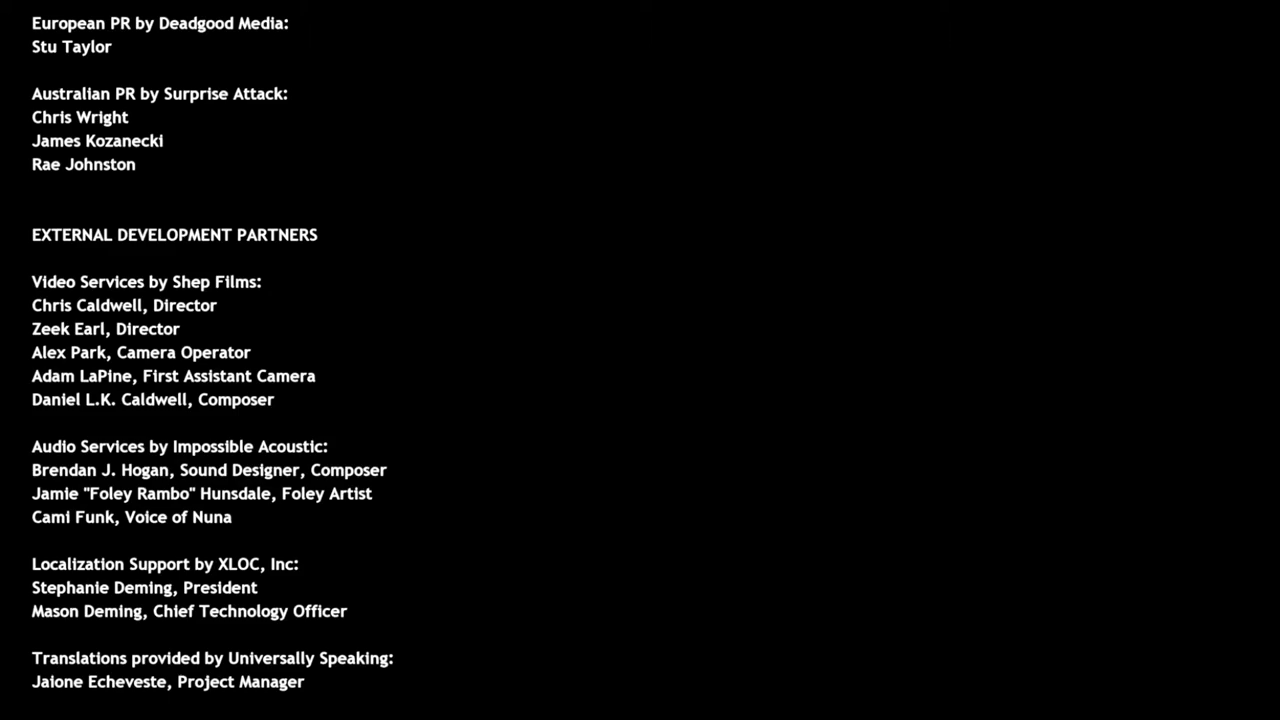 European PR by Deadgood Media:
Stu Taylor
Australian PR by Surprise Attack:
Chris Wright
James Kozanecki
Rae Johnston
EXTERNAL DEVELOPMENT PARTNERS
Video Services by Shep Films:
Chris Caldwell, Director
Zeek Earl, Director
Alex Park, Camera Operator
Adam LaPine, First Assistant Camera
Daniel L.K. Caldwell, Composer
Audio Services by Impossible Acoustic:
Brendan J. Hogan, Sound Designer, Composer
Jamie "Foley Rambo" Hunsdale, Foley Artist
Cami Funk, Voice of Nuna
Localization Support by XLOC, Inc:
Stephanie Deming, President
Mason Deming, Chief Technology Officer
Translations provided by Universally Speaking:
Jaione Echeveste, Project Manager